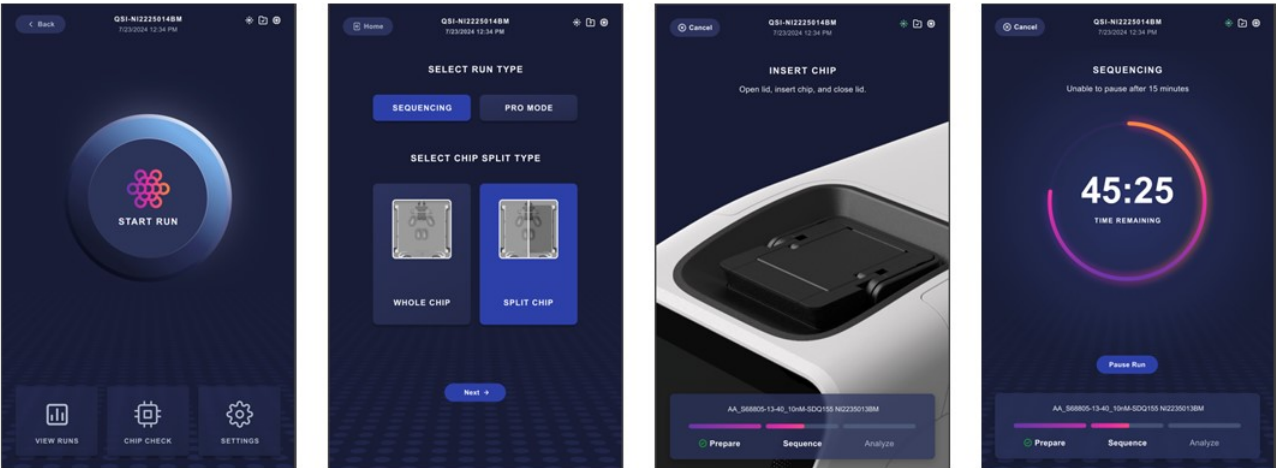 Back
QSI-NI2225014BM
7/23/2024 12:34 PM
START RUN
VIEW RUNS
CHIP CHECK
SETTINGS
Home
QSI-NI2225014BM
7/23/2024 12:34 PM
SELECT RUN TYPE
SEQUENCING
PRO MODE
SELECT CHIP SPLIT TYPE
WHOLE CHIP
SPLIT CHIP
Next
Cancel
QSI-NI2225014BM
7/23/2024 12:34 PM
INSERT CHIP
Open lid, insert chip, and close lid.
AA_S68805-13-40_10nM-SDQ155 NI2235013BM
Prepare
Sequence
Analyze
Cancel
QSI-NI2225014BM
7/23/2024 12:34 PM
SEQUENCING
Unable to pause after 15 minutes
45:25
TIME REMAINING
Pause Run
AA_S68805-13-40_10nM-SDQ155 NI2235013BM
Prepare
Sequence
Analyze